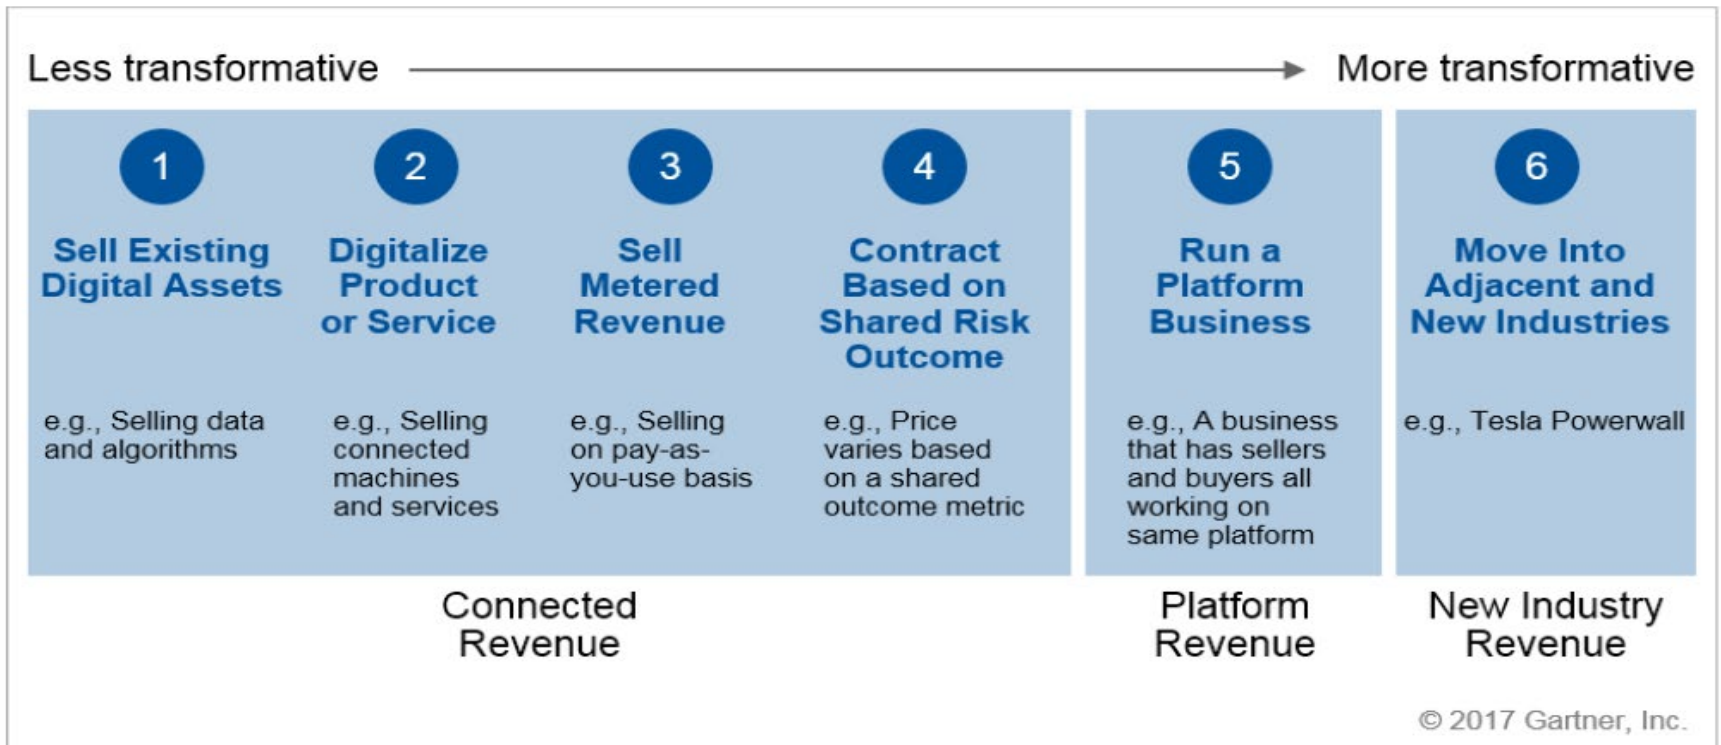 Less transformative
More transformative
1
Sell Existing
Digital Assets
e.g., Selling data
and algorithms
2
Digitalize
Product
or Service
e.g., Selling
connected
machines
and services
3
Sell
Metered
Revenue
e.g., Selling
on pay-as-
you-use basis
4
Contract
Based on
Shared Risk
Outcome
e.g., Price
varies based
on a shared
outcome metric
5
Run a
Platform
Business
e.g., A business
that has sellers
and buyers all
working on
same platform
6
Move Into
Adjacent and
New Industries
e.g., Tesla Powerwall
Connected
Revenue
Platform
Revenue
New Industry
Revenue
© 2017 Gartner, Inc.